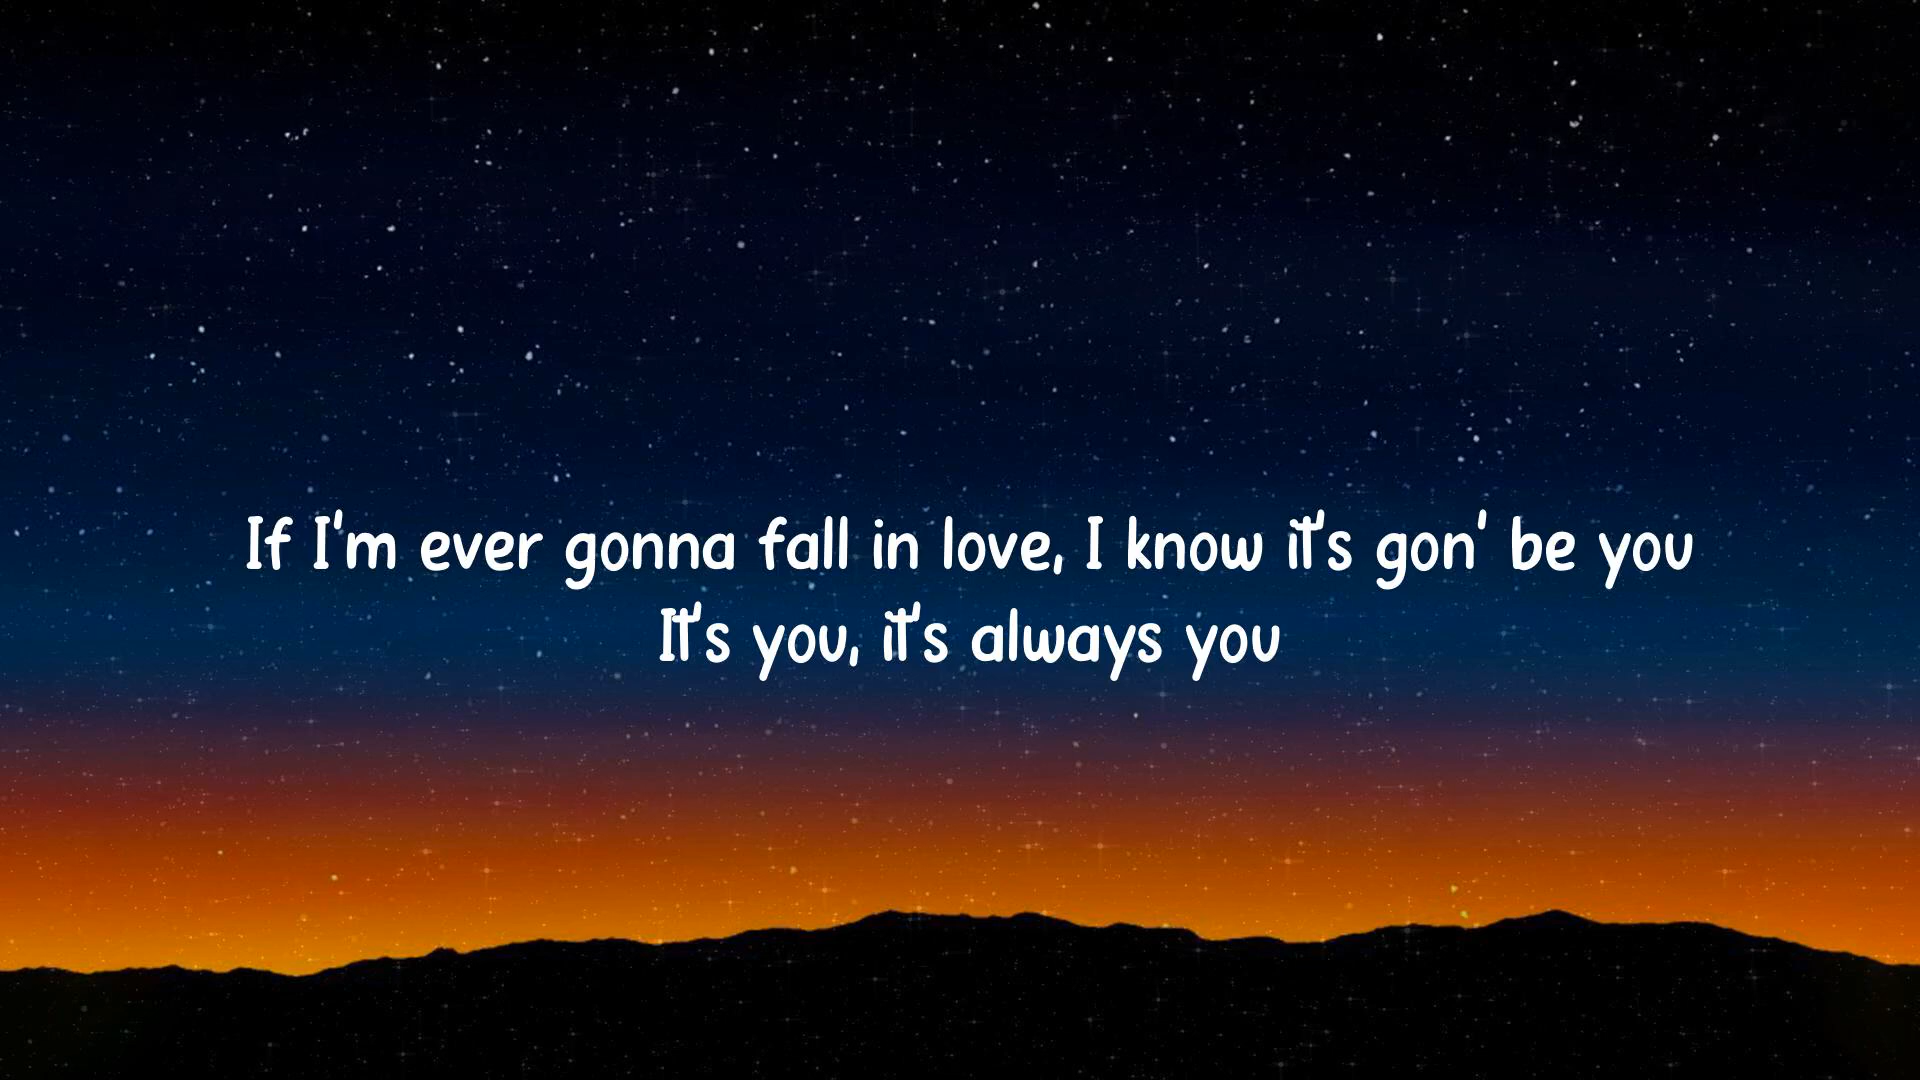 If I'm ever gonna fall in love, I know it's gon' be you
It's you, it's always you